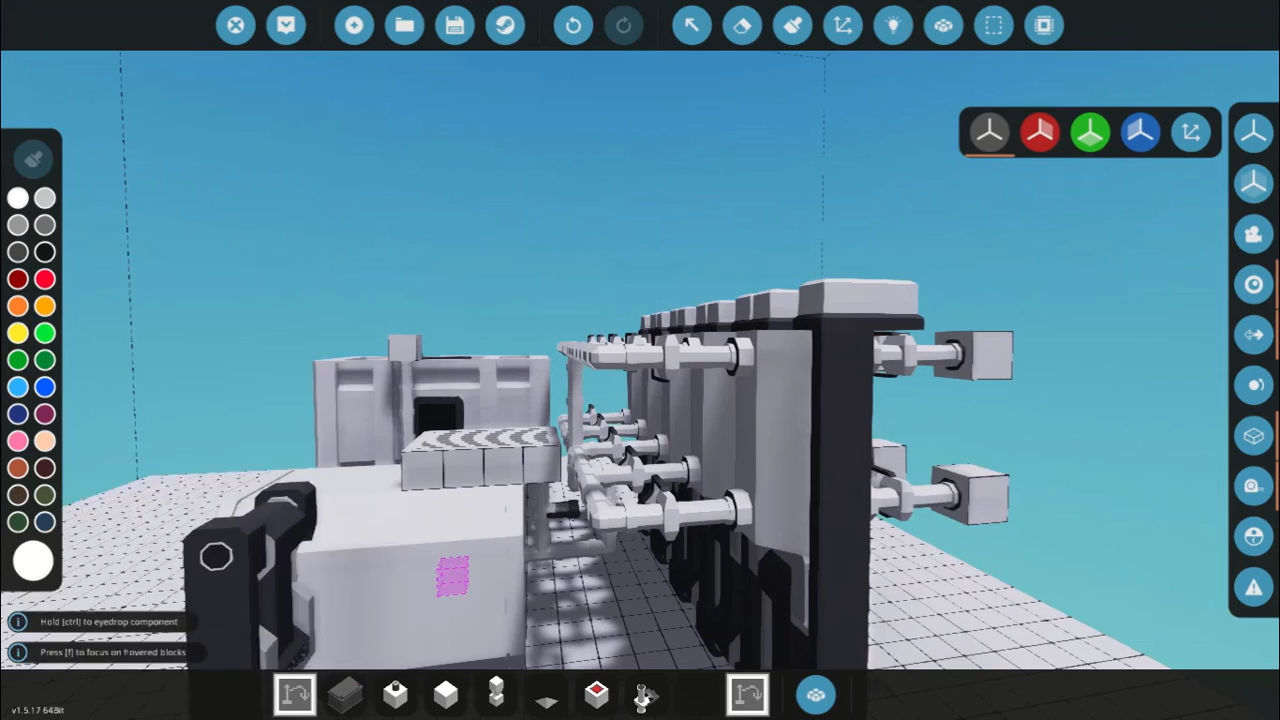 Hold [ctrl] to eyedrop component
Press [f] to focus on hovered blocks
v1.5.17 64Bit